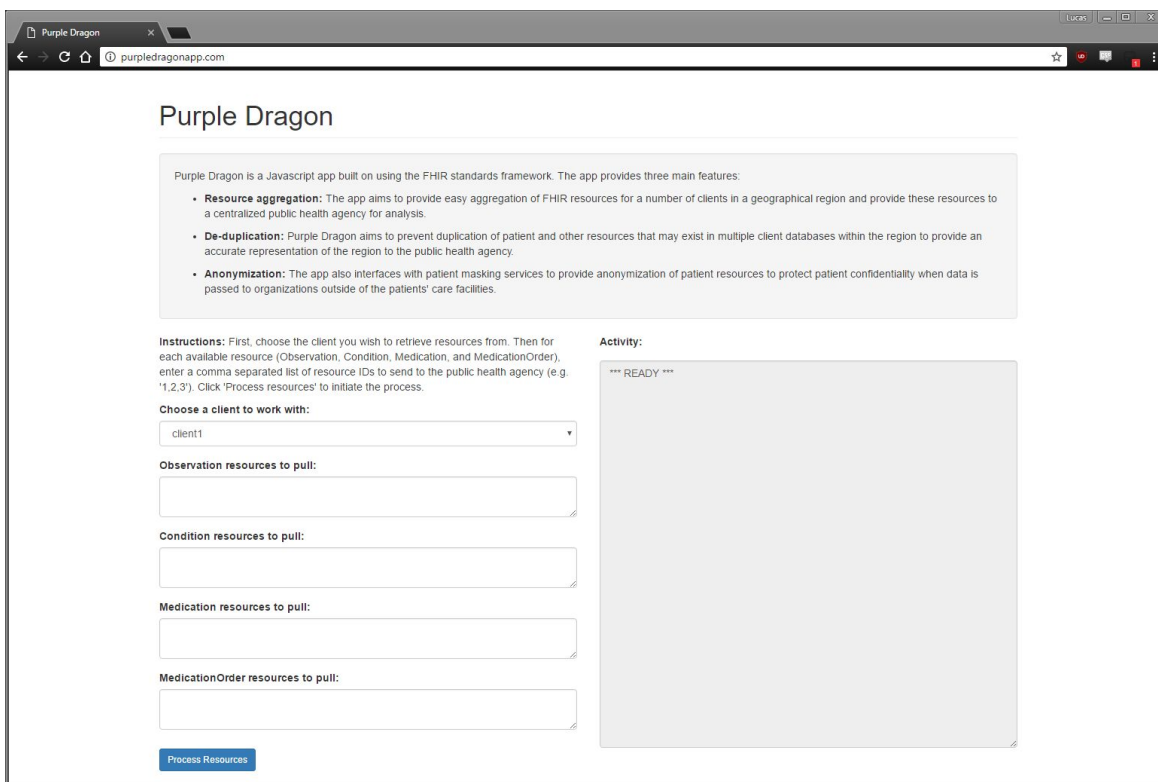 Lucas
Purple Dragon
purpledragonapp.com
Purple Dragon
Purple Dragon is a Javascript app built on using the FHIR standards framework. The app provides three main features:
• Resource aggregation: The app aims to provide easy aggregation of FHIR resources for a number of clients in a geographical region and provide these resources to
a centralized public health agency for analysis.
• De-duplication: Purple Dragon aims to prevent duplication of patient and other resources that may exist in multiple client databases within the region to provide an
accurate representation of the region to the public health agency.
• Anonymization: The app also interfaces with patient masking services to provide anonymization of patient resources to protect patient confidentiality when data is
passed to organizations outside of the patients' care facilities.
Instructions: First, choose the client you wish to retrieve resources from. Then for
each available resource (Observation, Condition, Medication, and MedicationOrder),
enter a comma separated list of resource IDs to send to the public health agency (e.g.
'1,2,3'). Click 'Process resources' to initiate the process.
Choose a client to work with:
client1
Observation resources to pull:
Condition resources to pull:
Medication resources to pull:
MedicationOrder resources to pull:
Process Resources
Activity:
*** READY ***